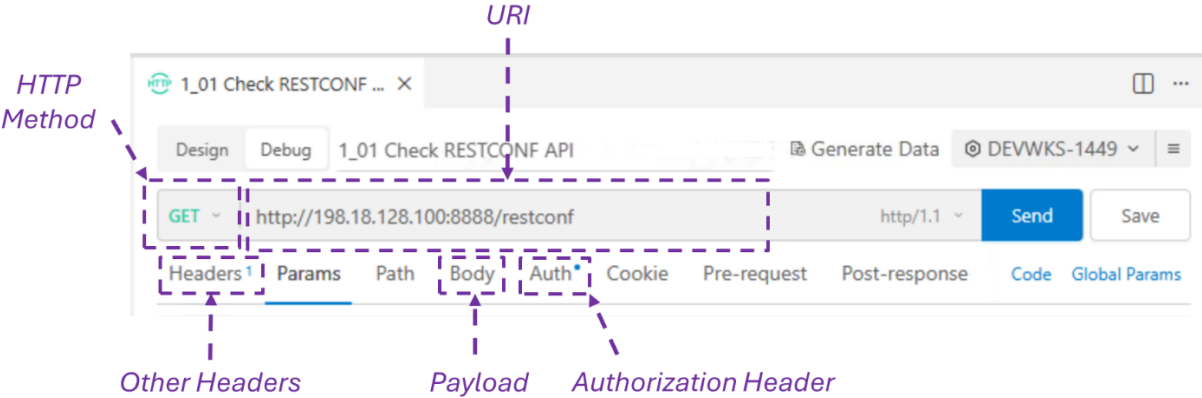 URI
HTTP
Method
HTTP 1_01 Check RESTCONF ... ×
Design Debug 1_01 Check RESTCONF API Generate Data DEVWKS-1449
GET http://198.18.128.100:8888/restconf http/1.1 Send Save
Headers 1 Params Path Body Auth Cookie Pre-request Post-response Code Global Params
Other Headers Payload Authorization Header